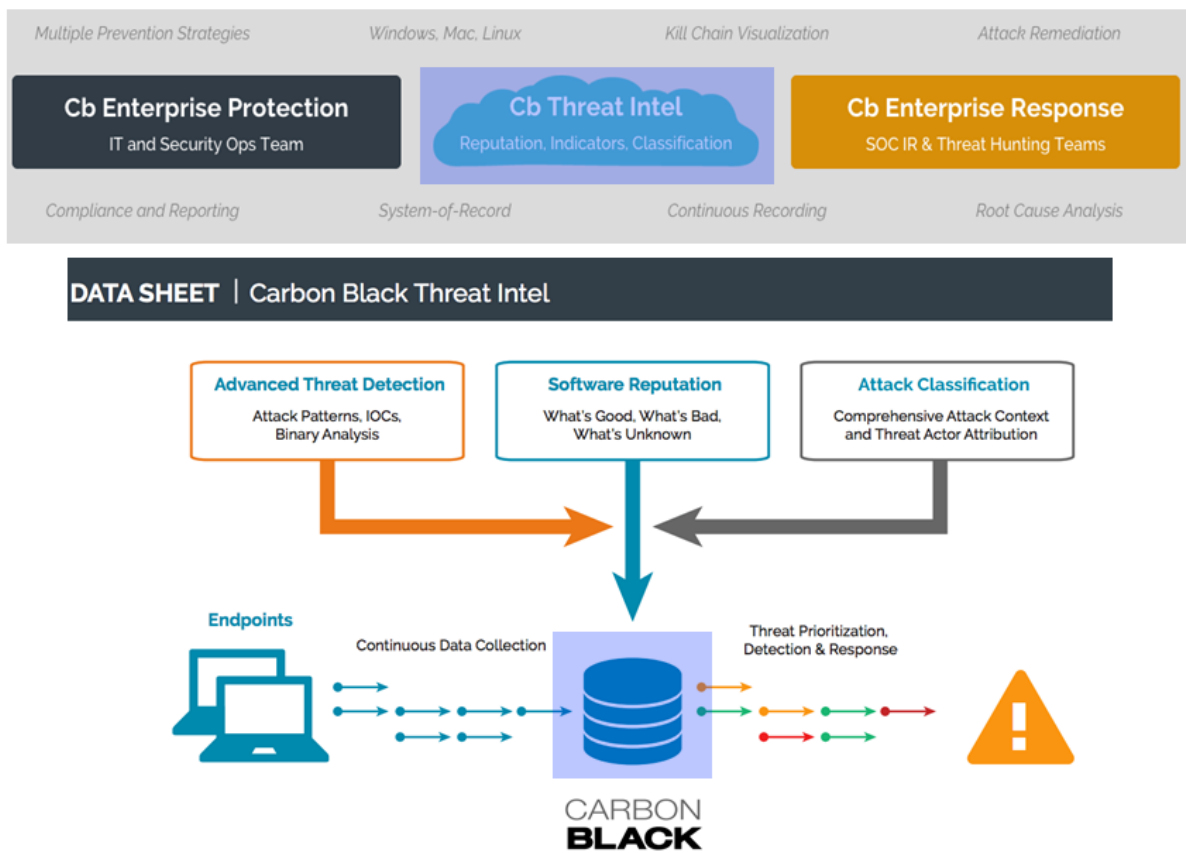 Multiple Prevention Strategies
Windows, Mac, Linux
Kill Chain Visualization
Attack Remediation
Cb Enterprise Protection
IT and Security Ops Team
Cb Threat Intel
Reputation, Indicators, Classification
Cb Enterprise Response
SOC IR & Threat Hunting Teams
Compliance and Reporting
System-of-Record
Continuous Recording
Root Cause Analysis
DATA SHEET | Carbon Black Threat Intel
Advanced Threat Detection
Attack Patterns, IOCs,
Binary Analysis
Software Reputation
What's Good, What's Bad,
What's Unknown
Attack Classification
Comprehensive Attack Context
and Threat Actor Attribution
Endpoints
Continuous Data Collection
Threat Prioritization,
Detection & Response
CARBON
BLACK